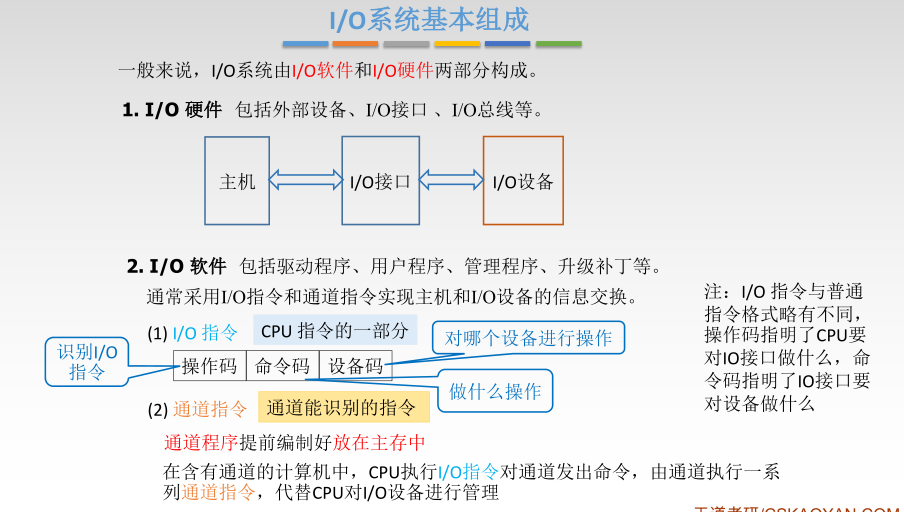 I/O系统基本组成
一般来说，I/O系统由I/O软件和I/O硬件两部分构成。
1. I/O 硬件 包括外部设备、I/O接口 、I/O总线等。
主机
I/O接口
I/O设备
2. I/O 软件 包括驱动程序、用户程序、管理程序、升级补丁等。
通常采用I/O指令和通道指令实现主机和I/O设备的信息交换。
(1) I/O 指令
CPU 指令的一部分
对哪个设备进行操作
识别I/O
指令
操作码 命令码 设备码
做什么操作
(2) 通道指令
通道能识别的指令
通道程序提前编制好放在主存中
在含有通道的计算机中，CPU执行I/O指令对通道发出命令，由通道执行一系
列通道指令，代替CPU对I/O设备进行管理
注：I/O 指令与普通
指令格式略有不同，
操作码指明了CPU要
对IO接口做什么，命
令码指明了IO接口要
对设备做什么
王道考研/CSKAOYAN.COM